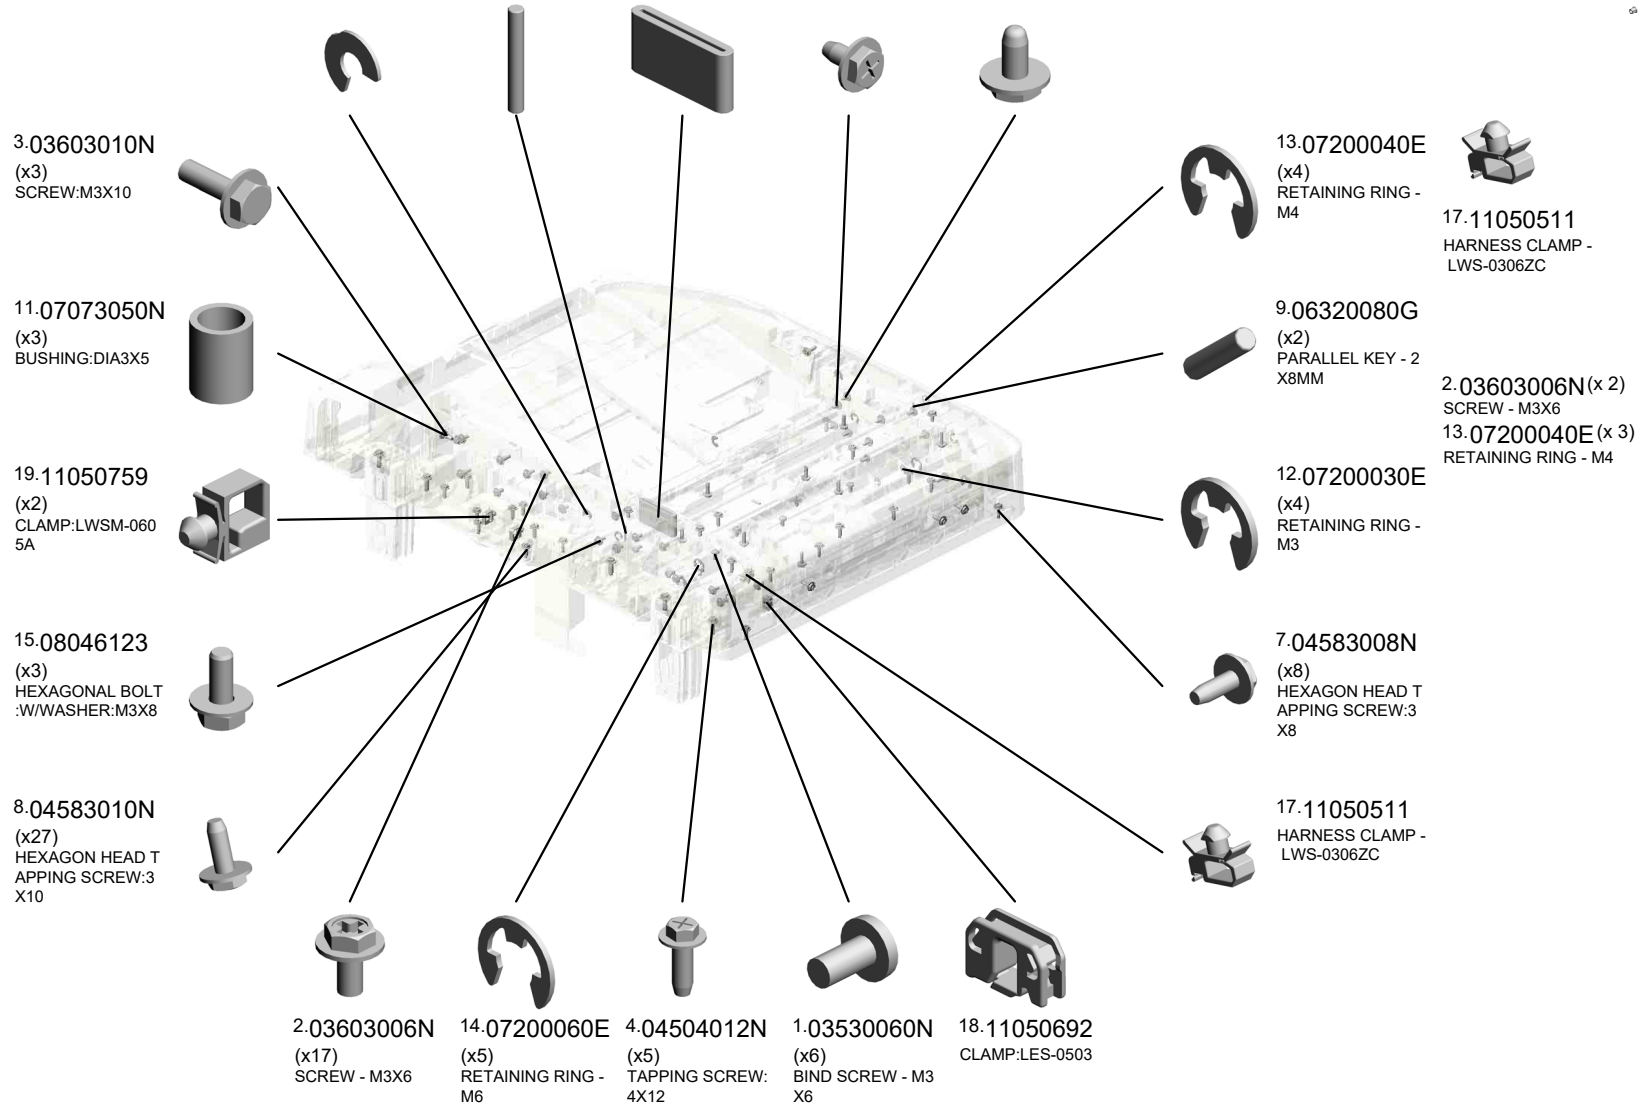 3.03603010N
(x3)
SCREW:M3X10
11.07073050N
(x3)
BUSHING:DIA3X5
19.11050759
(x2)
CLAMP:LWSM-060
5A
15.08046123
(x3)
HEXAGONAL BOLT
:W/WASHER:M3X8
8.04583010N
(x27)
HEXAGON HEAD T
APPING SCREW:3
X10
2.03603006N
(x17)
SCREW - M3X6
14.07200060E
(x5)
RETAINING RING -
M6
4.04504012N
(x5)
TAPPING SCREW:
4X12
1.03530060N
(x6)
BIND SCREW - M3
X6
18.11050692
CLAMP:LES-0503
13.07200040E
(x4)
RETAINING RING -
M4
9.06320080G
(x2)
PARALLEL KEY - 2
X8MM
12.07200030E
(x4)
RETAINING RING -
M3
7.04583008N
(x8)
HEXAGON HEAD T
APPING SCREW:3
X8
17.11050511
HARNESS CLAMP -
LWS-0306ZC
17.11050511
HARNESS CLAMP -
LWS-0306ZC
2.03603006N (x 2)
SCREW - M3X6
13.07200040E (x 3)
RETAINING RING - M4